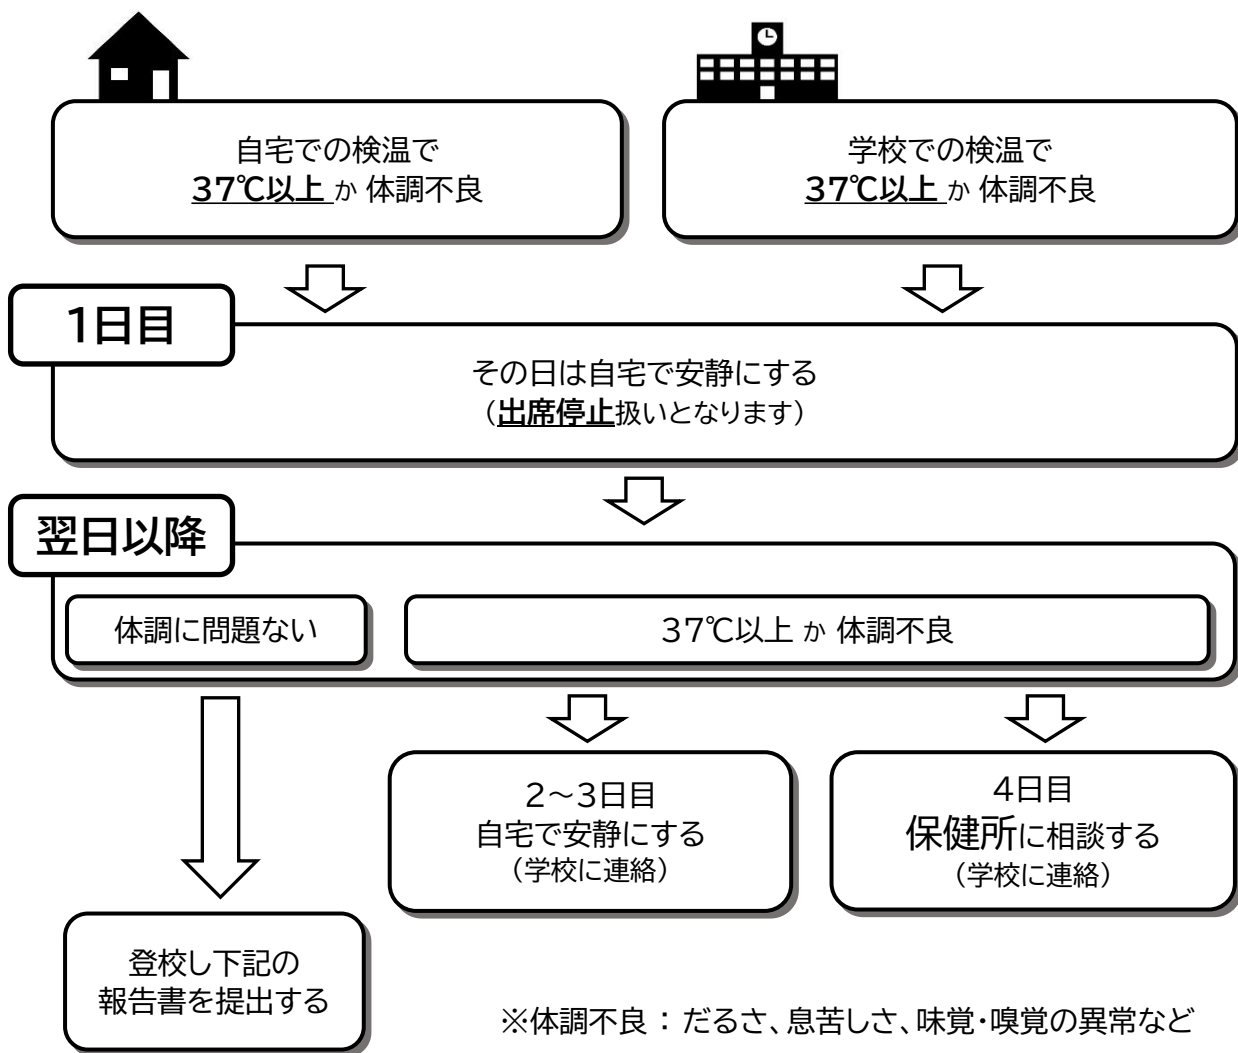 自宅での検温で
37℃以上 か 体調不良
学校での検温で
37℃以上 か 体調不良
1日目
その日は自宅で安静にする
（出席停止扱いとなります）
翌日以降
体調に問題ない
37℃以上 か 体調不良
2～3日目
自宅で安静にする
（学校に連絡）
4日目
保健所に相談する
（学校に連絡）
登校し下記の
報告書を提出する
※体調不良：だるさ、息苦しさ、味覚・嗅覚の異常など